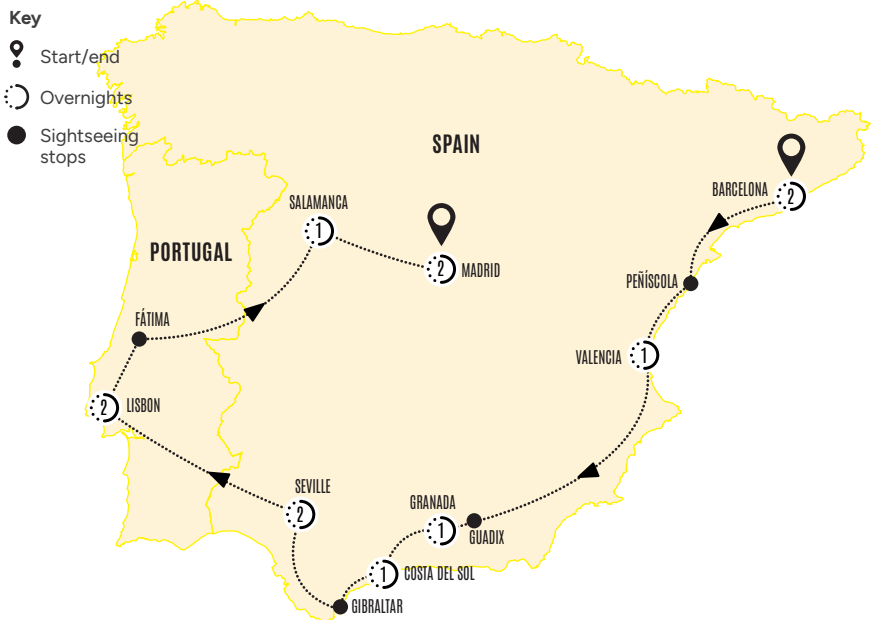 Key
Start/end
Overnights
Sightseeing
stops
SPAIN
BARCELONA
2
SALAMANCA
1
PORTUGAL
2
MADRID
PEÑÍSCOLA
FÁTIMA
VALENCIA
1
2
LISBON
SEVILLE
2
GRANADA
1
GUADIX
1
COSTA DEL SOL
GIBRALTAR